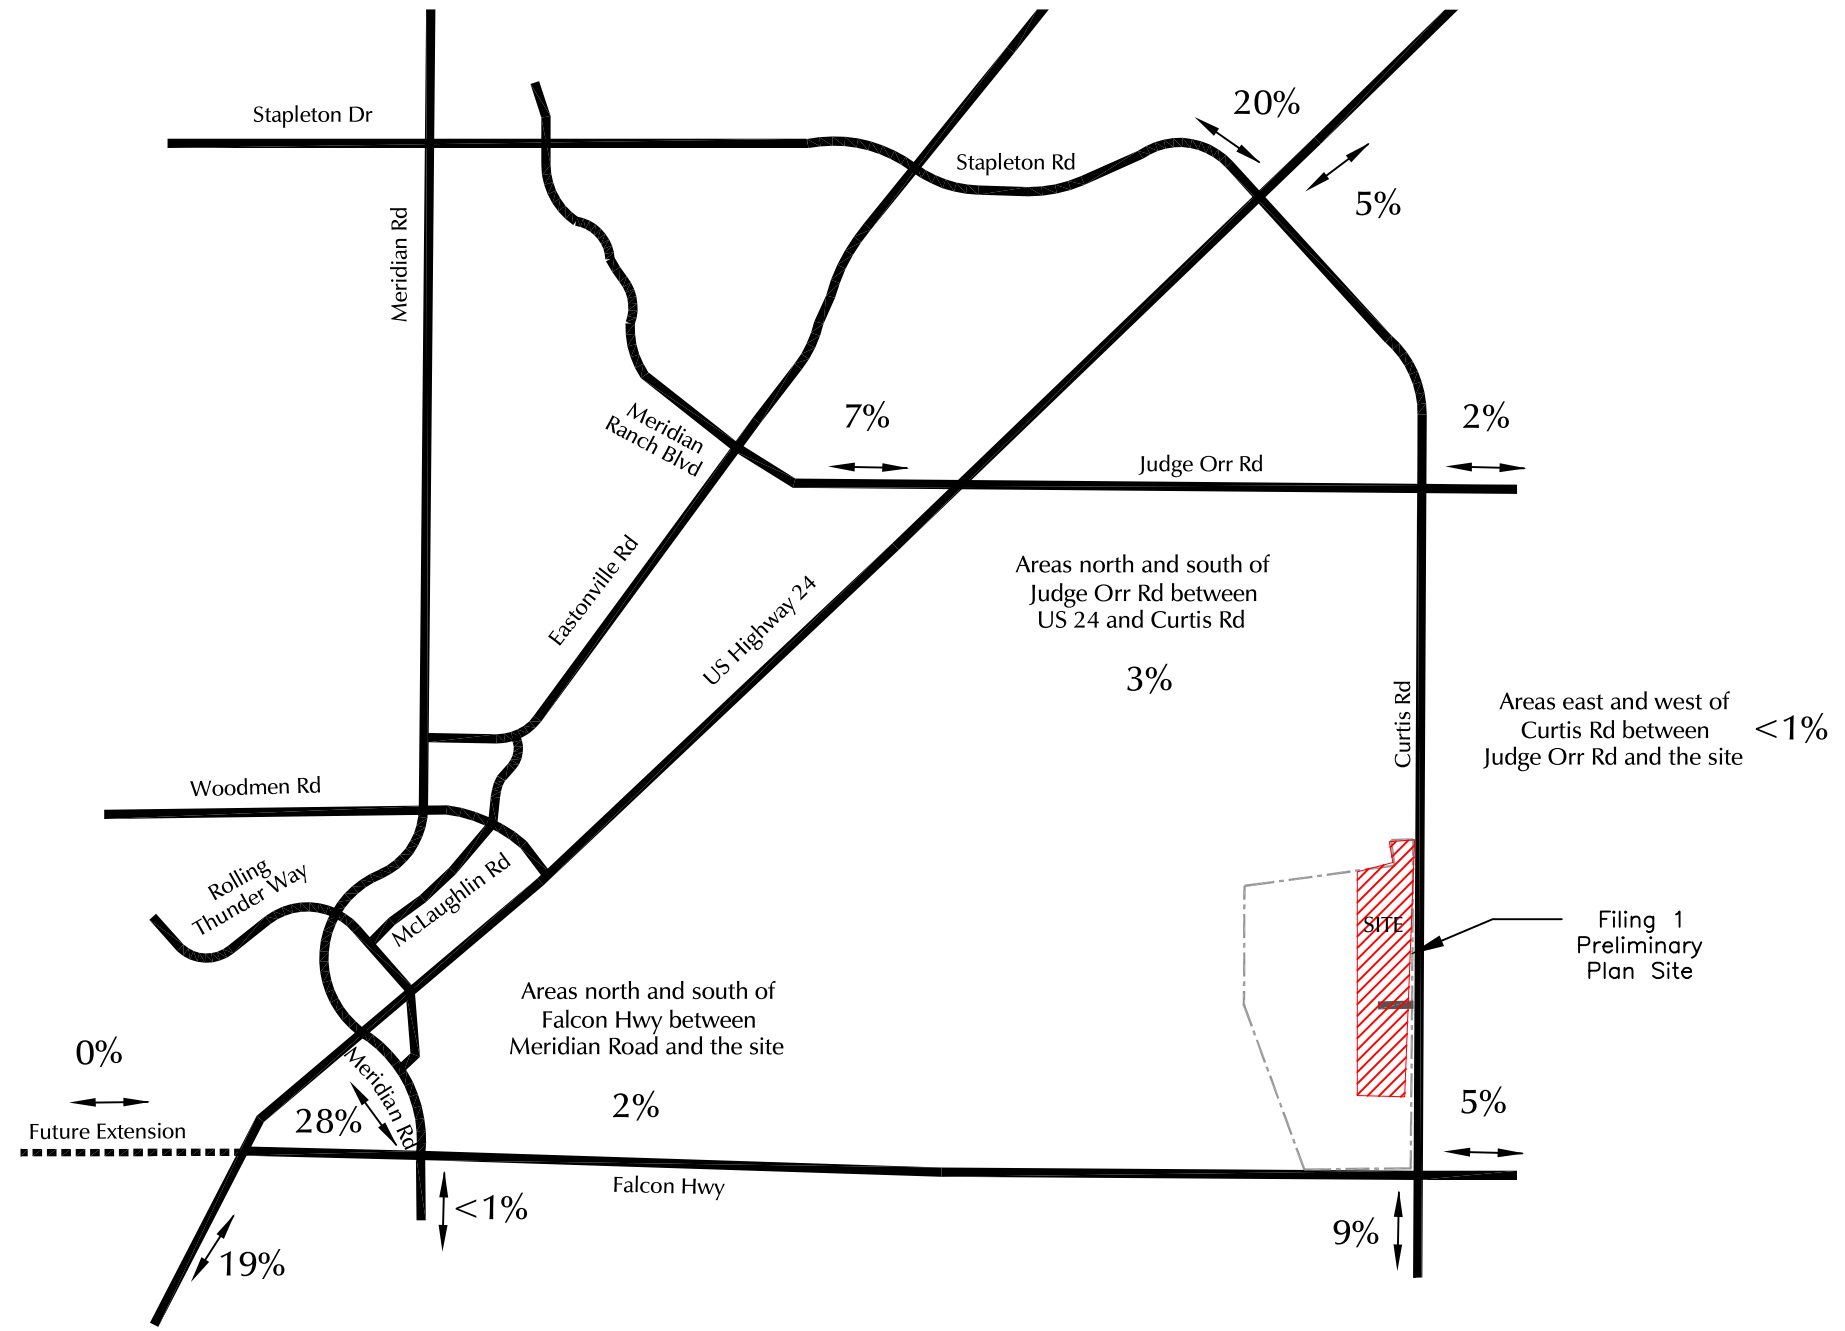 20%
Stapleton Dr
Stapleton Rd
5%
Meridian Rd
7%
2%
Meridian
Ranch Blvd
Judge Orr Rd
Eastonville Rd
US Highway 24
Areas north and south of
Judge Orr Rd between
US 24 and Curtis Rd
3%
Curtis Rd
Areas east and west of
Curtis Rd between
Judge Orr Rd and the site
<1%
Woodmen Rd
Rolling
Thunder Way
McLaughlin Rd
SITE
Filing 1
Preliminary
Plan Site
Areas north and south of
Falcon Hwy between
Meridian Road and the site
2%
0%
Future Extension
28%
Meridian Rd
5%
Falcon Hwy
<1%
9%
19%